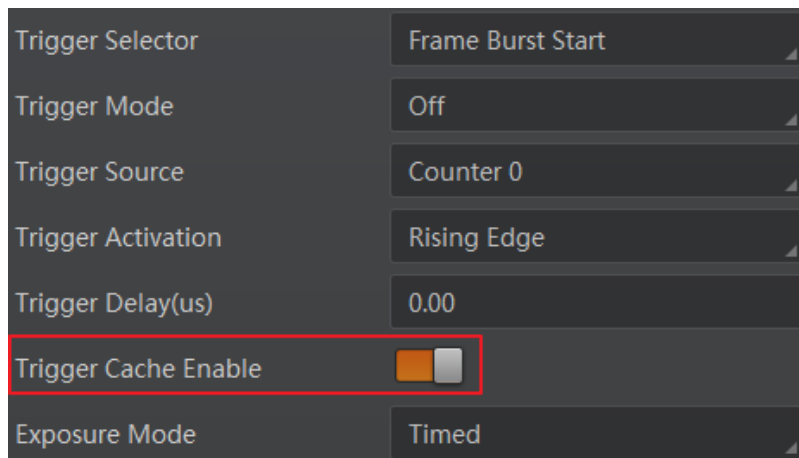 Trigger Selector Frame Burst Start
Trigger Mode Off
Trigger Source Counter 0
Trigger Activation Rising Edge
Trigger Delay(us) 0.00
Trigger Cache Enable
Exposure Mode Timed